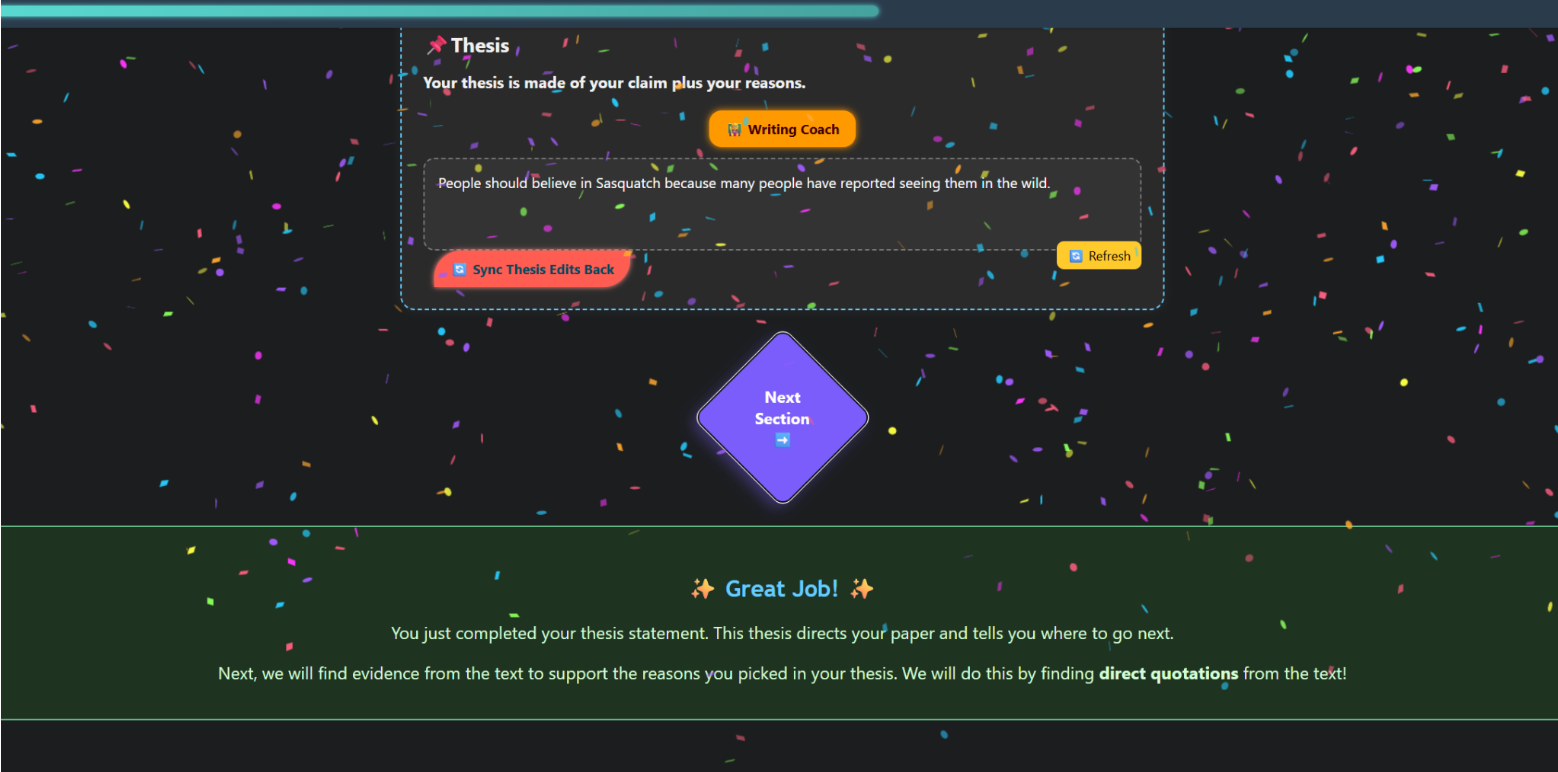 Thesis
Your thesis is made of your claim plus your reasons.
Writing Coach
People should believe in Sasquatch because many people have reported seeing them in the wild.
Refresh
Sync Thesis Edits Back
Next
Section
✨ Great Job! ✨
You just completed your thesis statement. This thesis directs your paper and tells you where to go next.
Next, we will find evidence from the text to support the reasons you picked in your thesis. We will do this by finding direct quotations from the text!